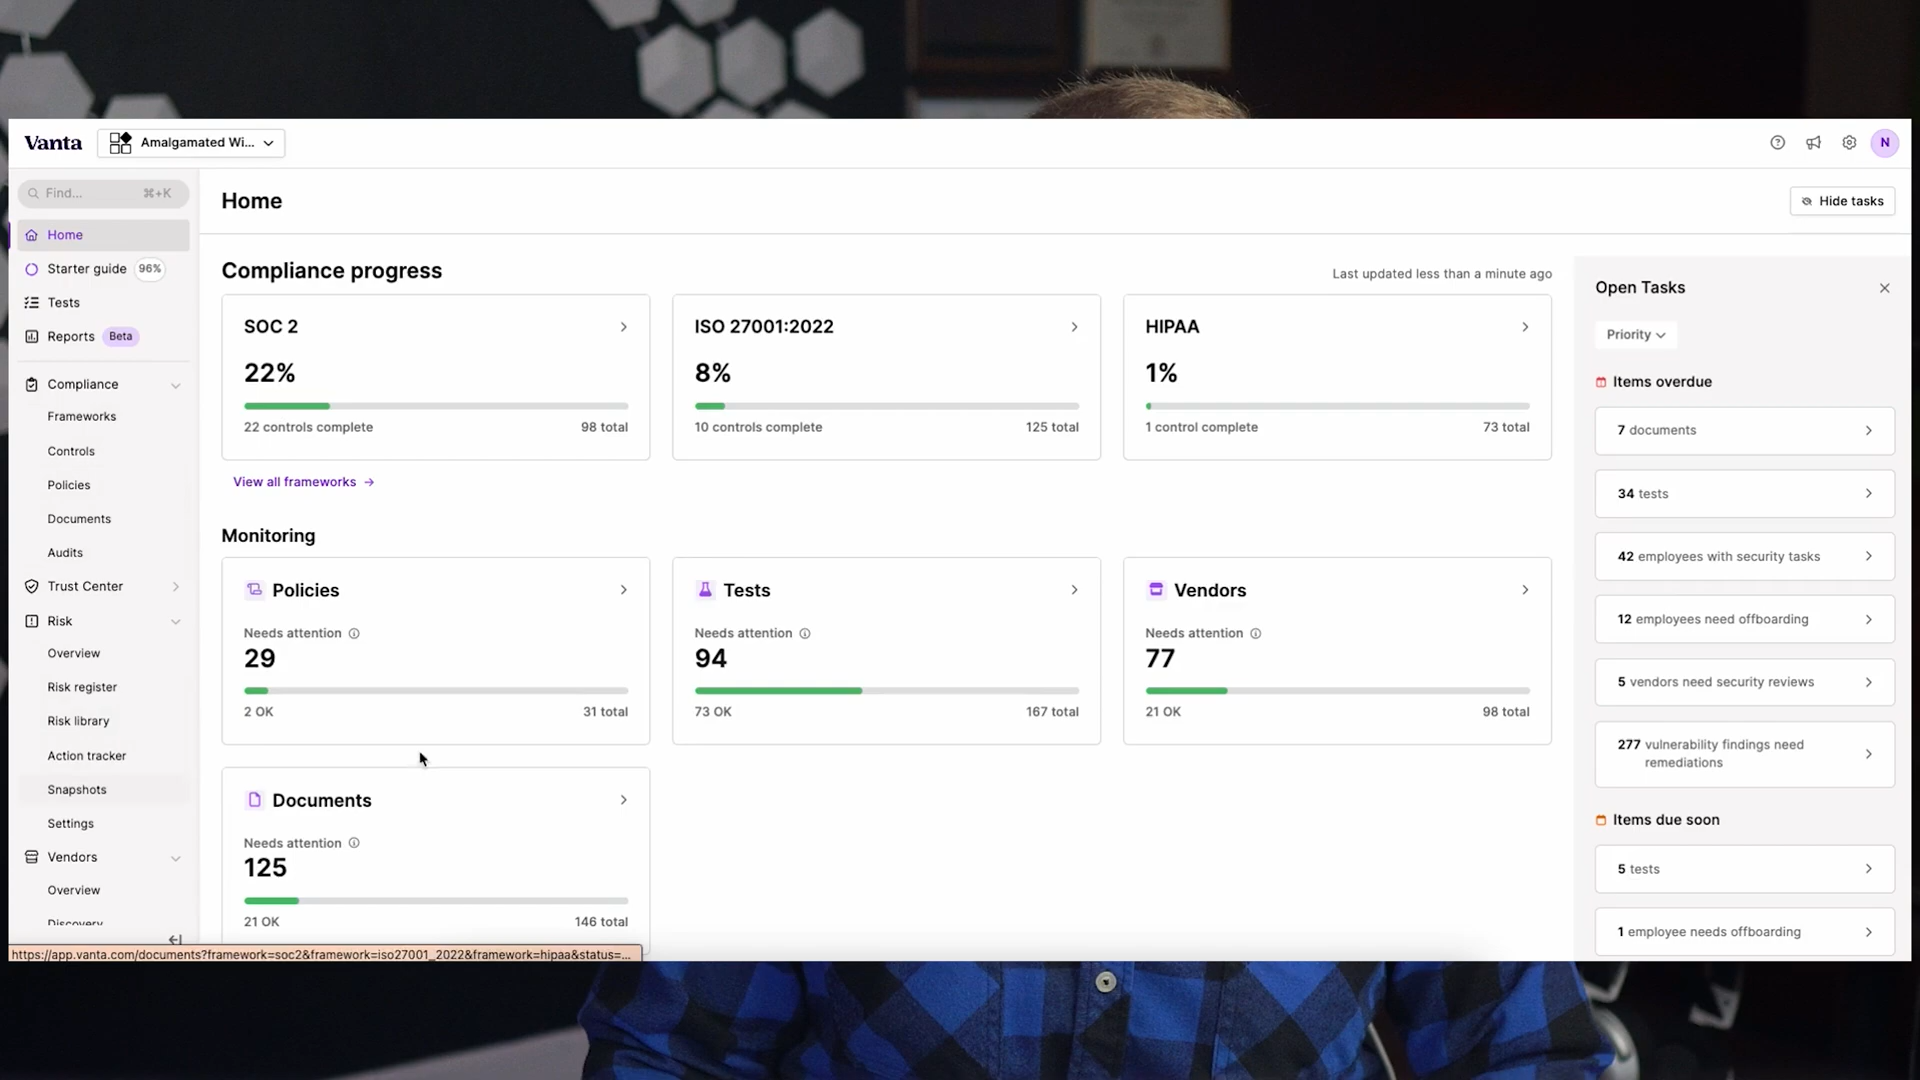 Vanta
Amalgamated Wi...
N
Find...
⌘+K
Home
Starter guide 96%
Tests
Reports Beta
Compliance
Frameworks
Controls
Policies
Documents
Audits
Trust Center
Risk
Overview
Risk register
Risk library
Action tracker
Snapshots
Settings
Vendors
Overview
Discovery
Home
Hide tasks
Compliance progress
Last updated less than a minute ago
SOC 2
22%
22 controls complete
98 total
ISO 27001:2022
8%
10 controls complete
125 total
HIPAA
1%
1 control complete
73 total
View all frameworks →
Monitoring
Policies
Needs attention
29
2 OK
31 total
Tests
Needs attention
94
73 OK
167 total
Vendors
Needs attention
77
21 OK
98 total
Documents
Needs attention
125
21 OK
146 total
Open Tasks
Priority
Items overdue
7 documents
34 tests
42 employees with security tasks
12 employees need offboarding
5 vendors need security reviews
277 vulnerability findings need
remediations
Items due soon
5 tests
1 employee needs offboarding
https://app.vanta.com/documents?framework=soc2&framework=iso27001_2022&framework=hipaa&status=...